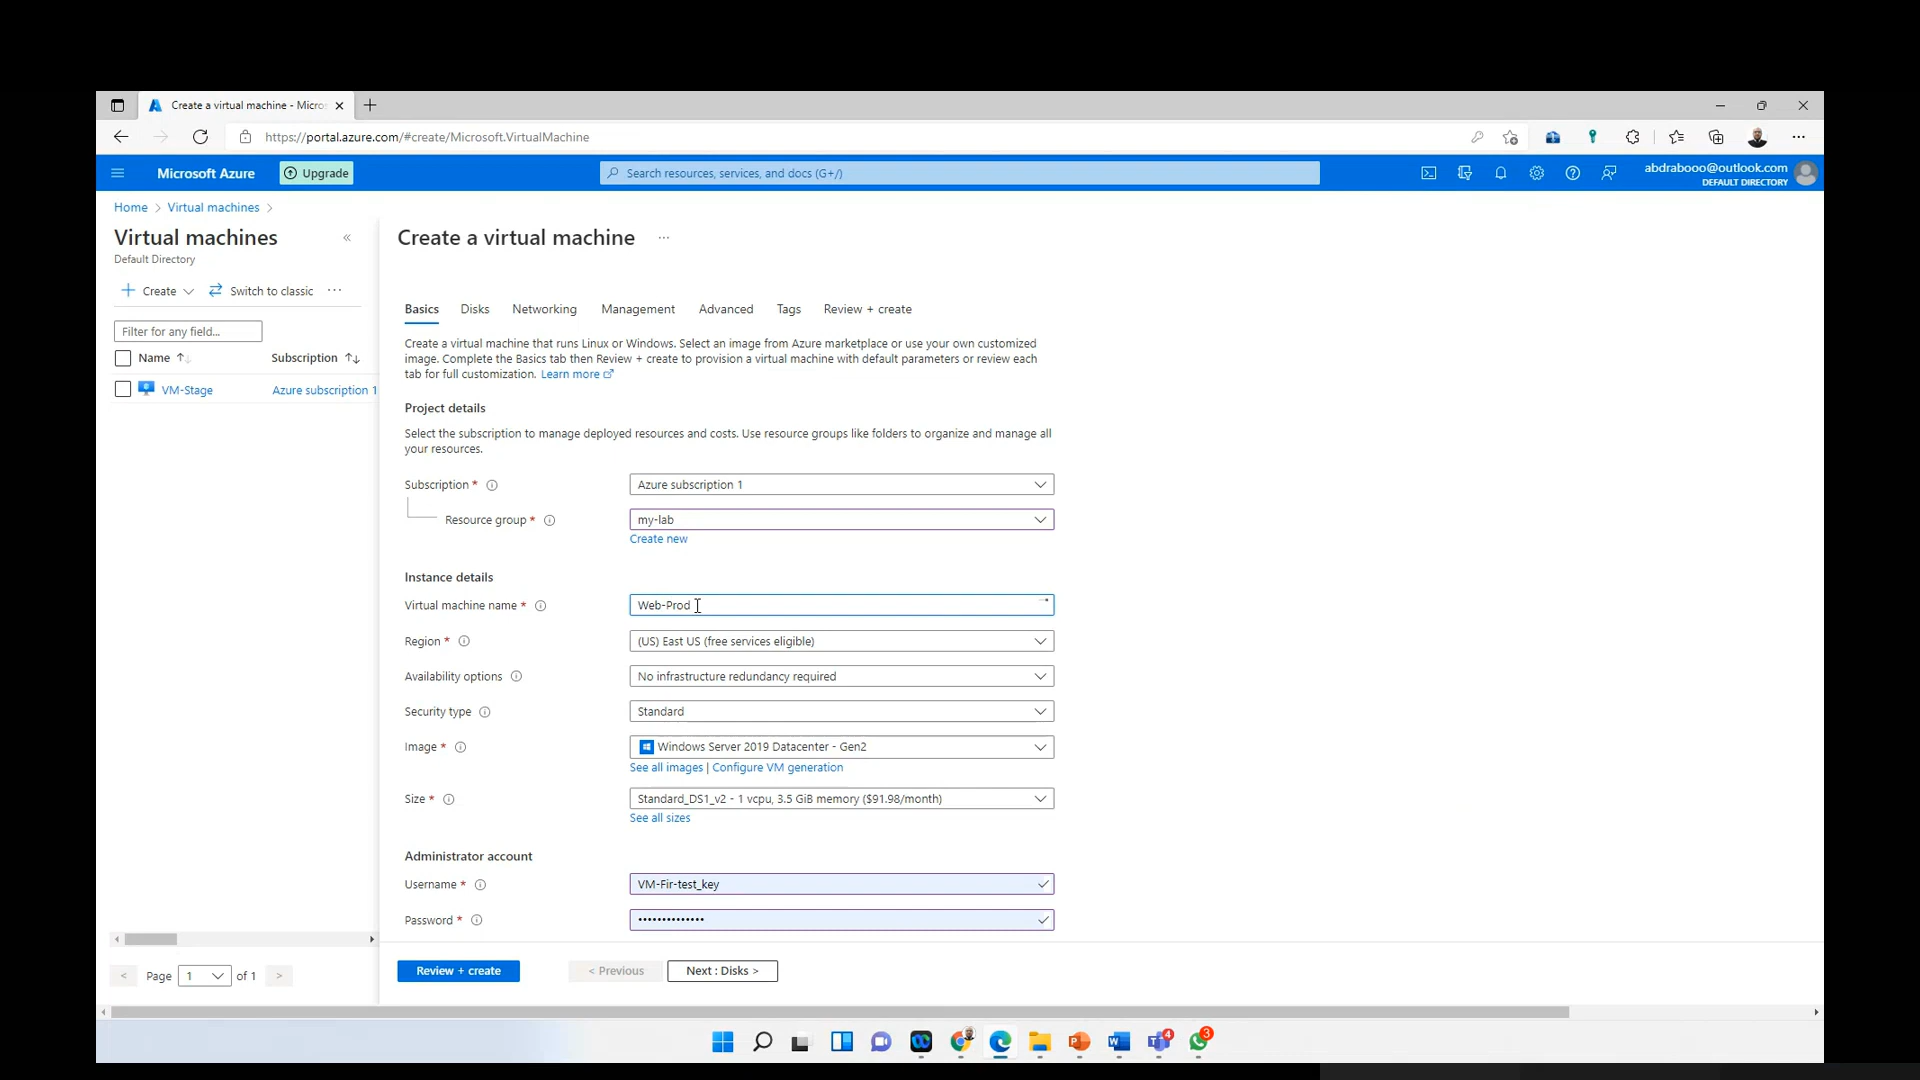 Create a virtual machine - Micros
https://portal.azure.com/#create/Microsoft.VirtualMachine
Microsoft Azure
Upgrade
Search resources, services, and docs (G+/)
abdrabooo@outlook.com
DEFAULT DIRECTORY
Home > Virtual machines >
Virtual machines
Default Directory
Create
Switch to classic
Filter for any field...
Name
Subscription
VM-Stage
Azure subscription 1
Page 1 of 1
Create a virtual machine
Basics Disks Networking Management Advanced Tags Review + create
Create a virtual machine that runs Linux or Windows. Select an image from Azure marketplace or use your own customized
image. Complete the Basics tab then Review + create to provision a virtual machine with default parameters or review each
tab for full customization. Learn more
Project details
Select the subscription to manage deployed resources and costs. Use resource groups like folders to organize and manage all
your resources.
Subscription * Azure subscription 1
Resource group * my-lab
Create new
Instance details
Virtual machine name * Web-Prod
Region * (US) East US (free services eligible)
Availability options No infrastructure redundancy required
Security type Standard
Image * Windows Server 2019 Datacenter - Gen2
See all images | Configure VM generation
Size * Standard_DS1_v2 - 1 vcpu, 3.5 GiB memory ($91.98/month)
See all sizes
Administrator account
Username * VM-Fir-test_key
Password * ••••••••••••••
Review + create
< Previous
Next : Disks >
4
3